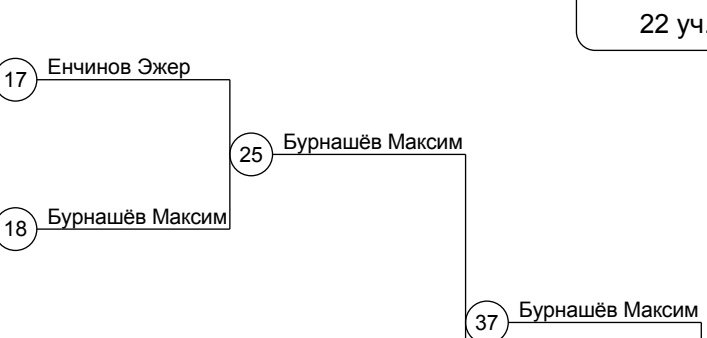 22 уч.
17 Енчинов Эжер
25 Бурнашёв Максим
18 Бурнашёв Максим
37 Бурнашёв Максим